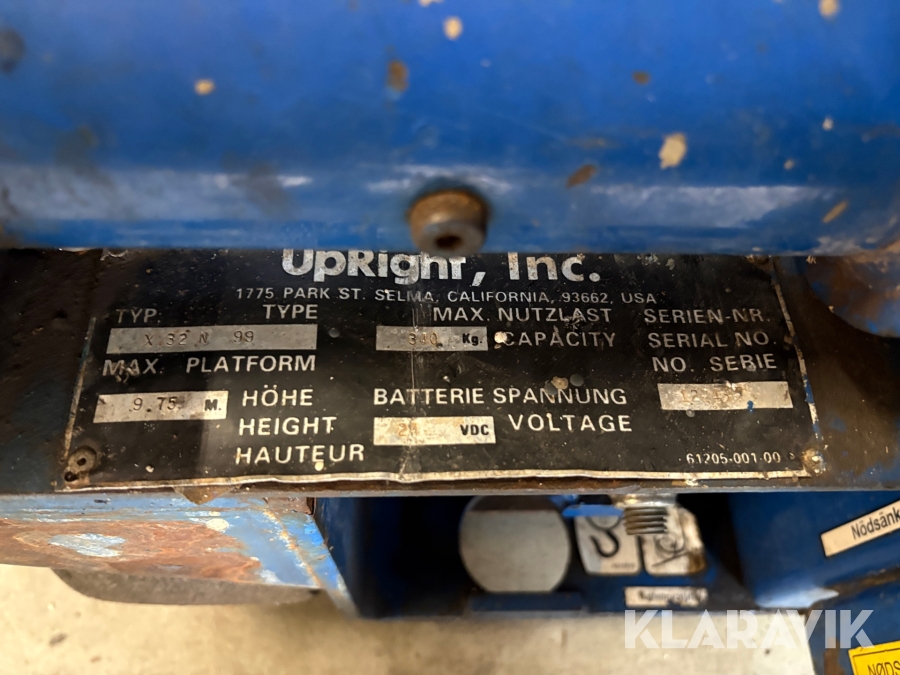 UpRight, Inc.
1775 PARK ST. SELMA, CALIFORNIA, 93662, USA
TYP TYPE
X 32 N 99
MAX. PLATFORM
9.75 M.
HÖHE
HEIGHT
HAUTEUR
MAX. NUTZLAST
Kg. CAPACITY
BATTERIE SPANNUNG
VDC VOLTAGE
SERIEN-NR.
SERIAL NO.
NO. SERIE
61205-001-00
Nödsänk
NØDS
KLARAVIK